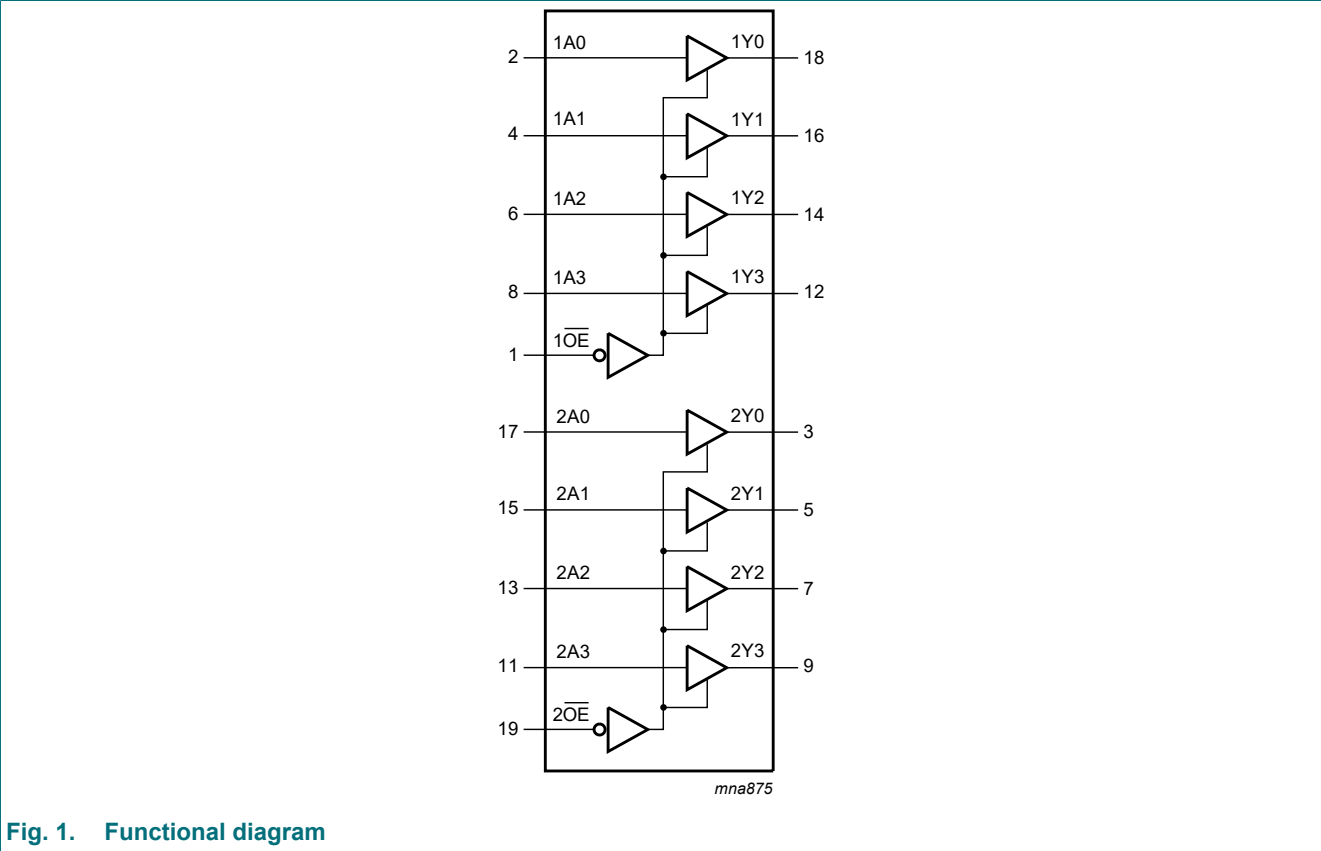 1A0 1Y0
2 18
1A1 1Y1
4 16
1A2 1Y2
6 14
1A3 1Y3
8 12
1O̅E̅
1
2A0 2Y0
17 3
2A1 2Y1
15 5
2A2 2Y2
13 7
2A3 2Y3
11 9
2O̅E̅
19
mna875
Fig. 1. Functional diagram